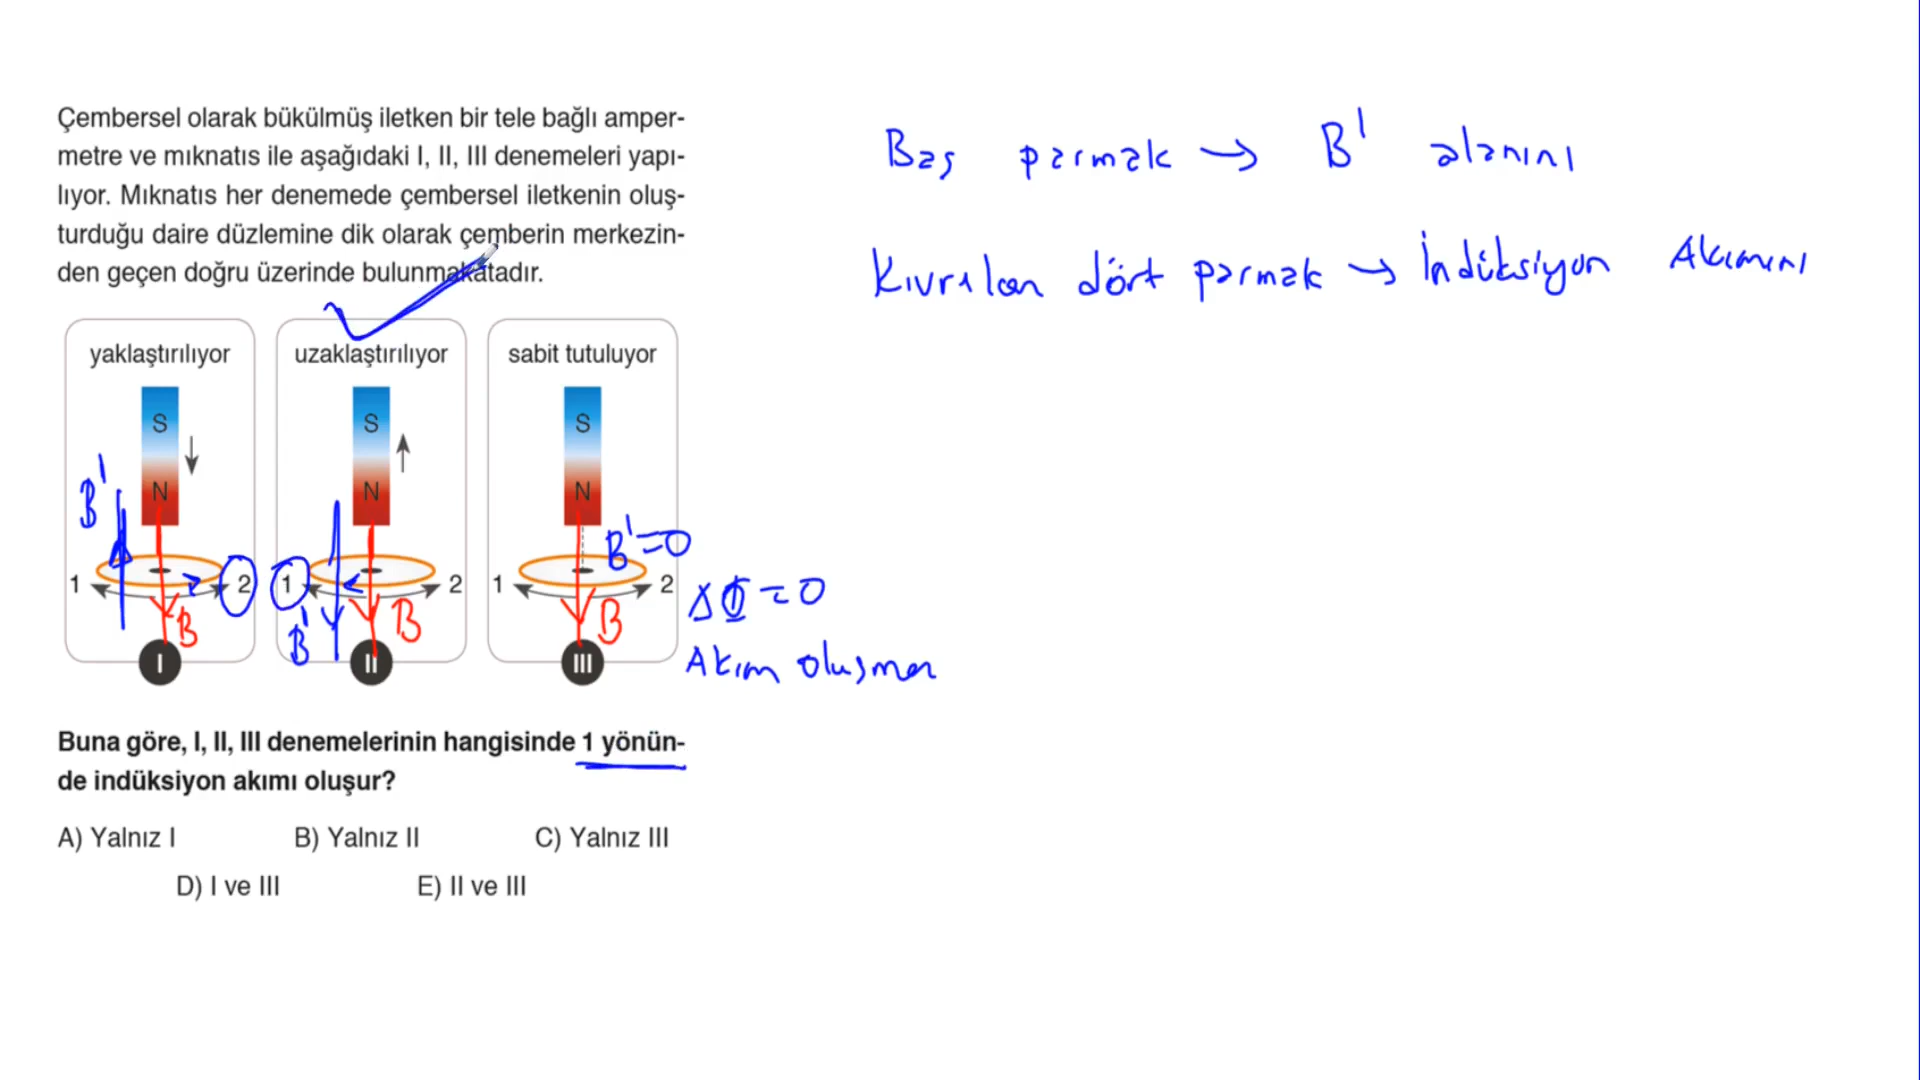 Çembersel olarak bükülmüş iletken bir tele bağlı amper-
metre ve mıknatıs ile aşağıdaki I, II, III denemeleri yapı-
lıyor. Mıknatıs her denemede çembersel iletkenin oluş-
turduğu daire düzlemine dik olarak çemberin merkezin-
den geçen doğru üzerinde bulunmakatadır.
Baş parmak → B' alanını
Kıvrılan dört parmak → İndüksiyon Akımını
yaklaştırılıyor uzaklaştırılıyor sabit tutuluyor
S S S
N N N
B' B'=0
1 2 1 2 1 2
B B' B B
ΔΦ=0
I II III
Akım oluşmaz
Buna göre, I, II, III denemelerinin hangisinde 1 yönün-
de indüksiyon akımı oluşur?
A) Yalnız I B) Yalnız II C) Yalnız III
D) I ve III E) II ve III